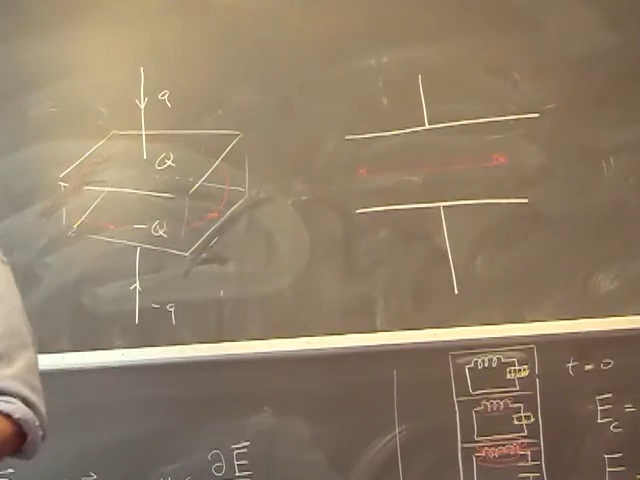 q
Q
-Q
-q
t=0
E_c =
∂E⃗